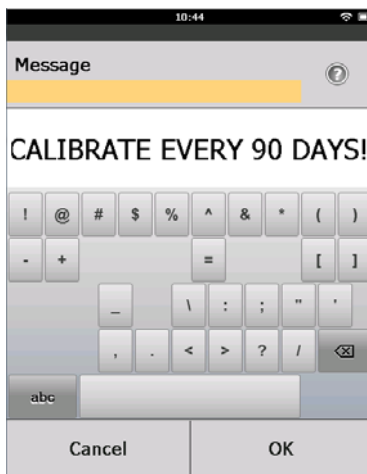 10:44
Message
?
CALIBRATE EVERY 90 DAYS!
! @ # $ % ^ & * ( )
- + = [ ]
_ \ : ; " '
, . < > ? /
abc
Cancel OK